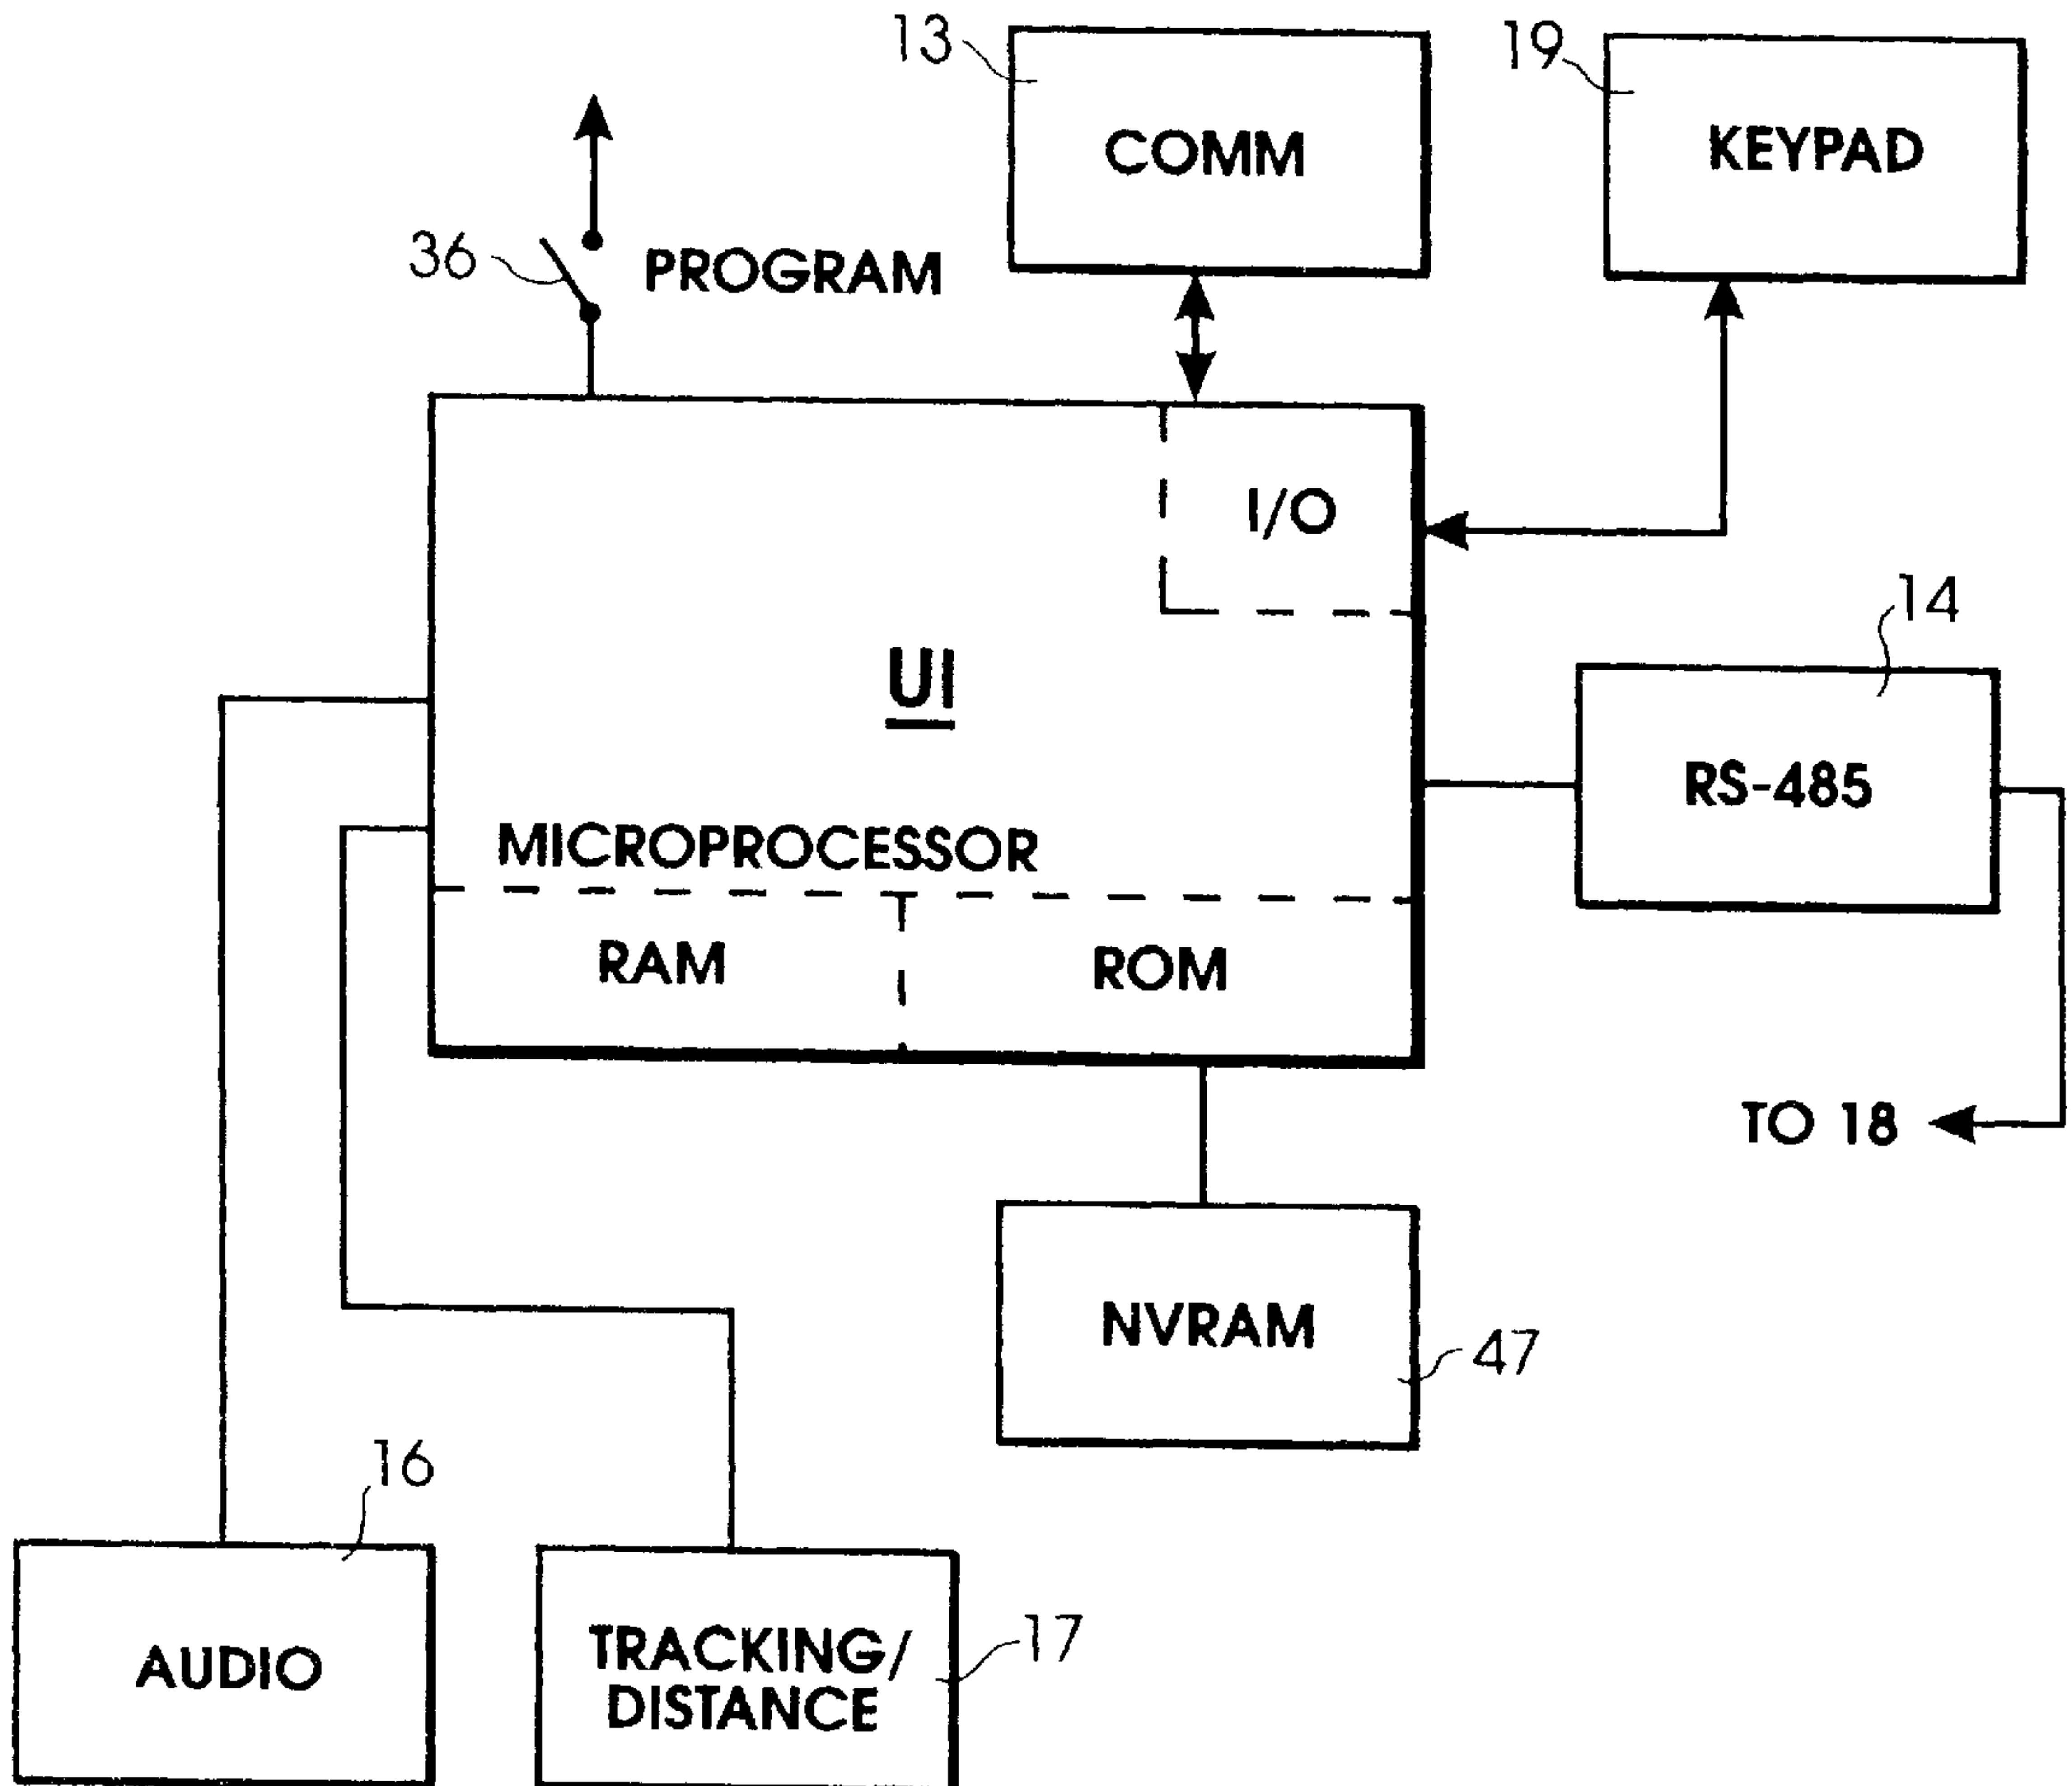 13
COMM
19
KEYPAD
36
PROGRAM
I/O
UI
14
RS-485
MICROPROCESSOR
RAM
ROM
TO 18
NVRAM
47
16
AUDIO
TRACKING/
DISTANCE
17